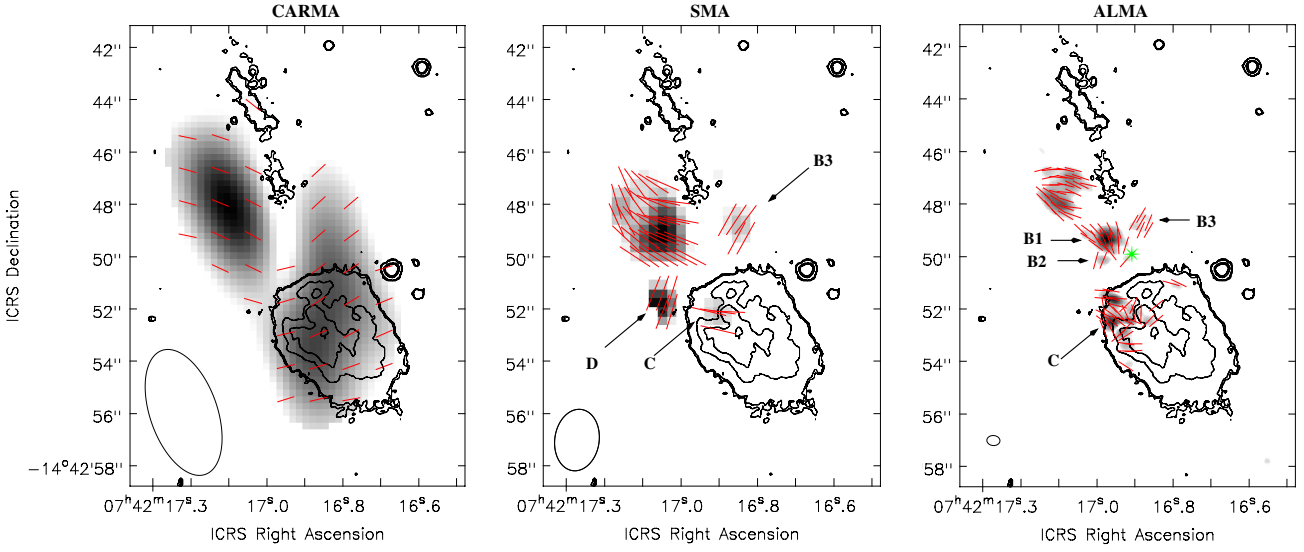 CARMA
SMA
ALMA
ICRS Declination
42''
44''
46''
48''
50''
52''
54''
56''
−14°42'58''
07ʰ42ᵐ17ˢ.3
17ˢ.0
16ˢ.8
16ˢ.6
ICRS Right Ascension
42''
44''
46''
48''
50''
52''
54''
56''
58''
B3
D
C
07ʰ42ᵐ17ˢ.3
17ˢ.0
16ˢ.8
16ˢ.6
ICRS Right Ascension
42''
44''
46''
48''
50''
52''
54''
56''
58''
B3
B1
B2
C
07ʰ42ᵐ17ˢ.3
17ˢ.0
16ˢ.8
16ˢ.6
ICRS Right Ascension